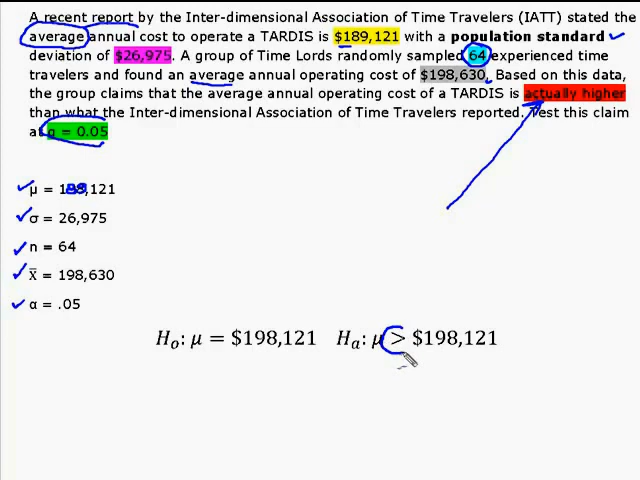 A recent report by the Inter-dimensional Association of Time Travelers (IATT) stated the
average annual cost to operate a TARDIS is $189,121 with a population standard
deviation of $26,975. A group of Time Lords randomly sampled 64 experienced time
travelers and found an average annual operating cost of $198,630. Based on this data,
the group claims that the average annual operating cost of a TARDIS is actually higher
than what the Inter-dimensional Association of Time Travelers reported. Test this claim
at α = 0.05
μ = 189,121
σ = 26,975
n = 64
x̅ = 198,630
α = .05
Hₒ: μ = $198,121 Hₐ: μ > $198,121